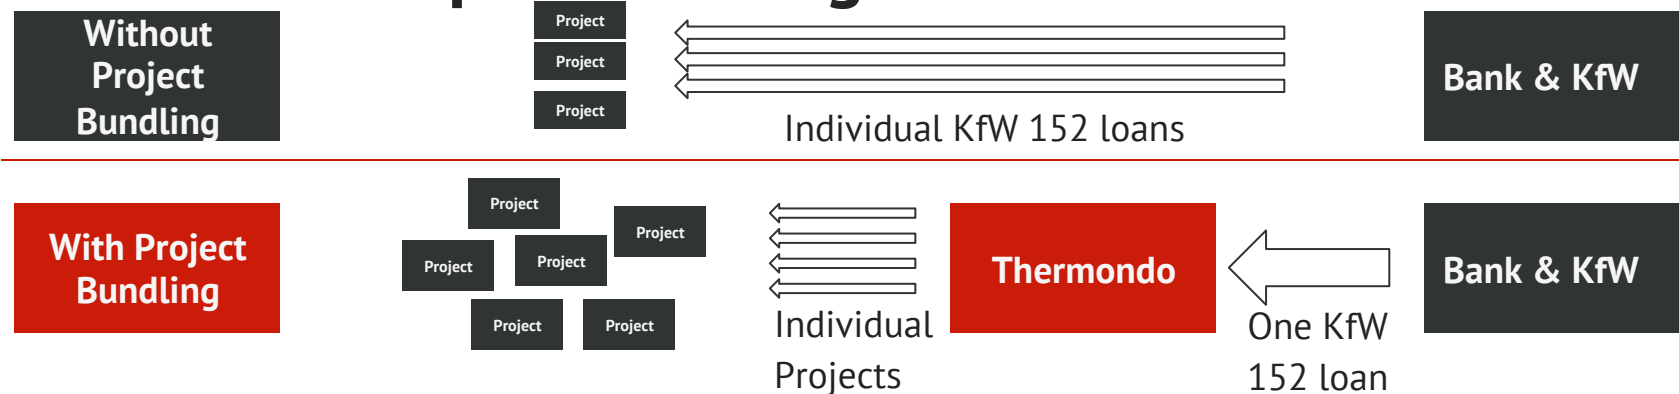 Without
Project
Bundling
Project
Project
Project
Individual KfW 152 loans
Bank & KfW
With Project
Bundling
Project
Project
Project
Project
Project
Project
Individual
Projects
Thermondo
One KfW
152 loan
Bank & KfW